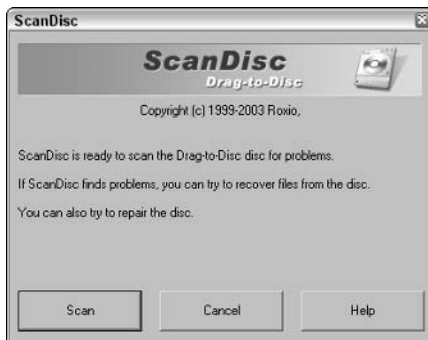 ScanDisc
ScanDisc
Drag-to-Disc
Copyright (c) 1999-2003 Roxio,
ScanDisc is ready to scan the Drag-to-Disc disc for problems.
If ScanDisc finds problems, you can try to recover files from the disc.
You can also try to repair the disc.
Scan Cancel Help